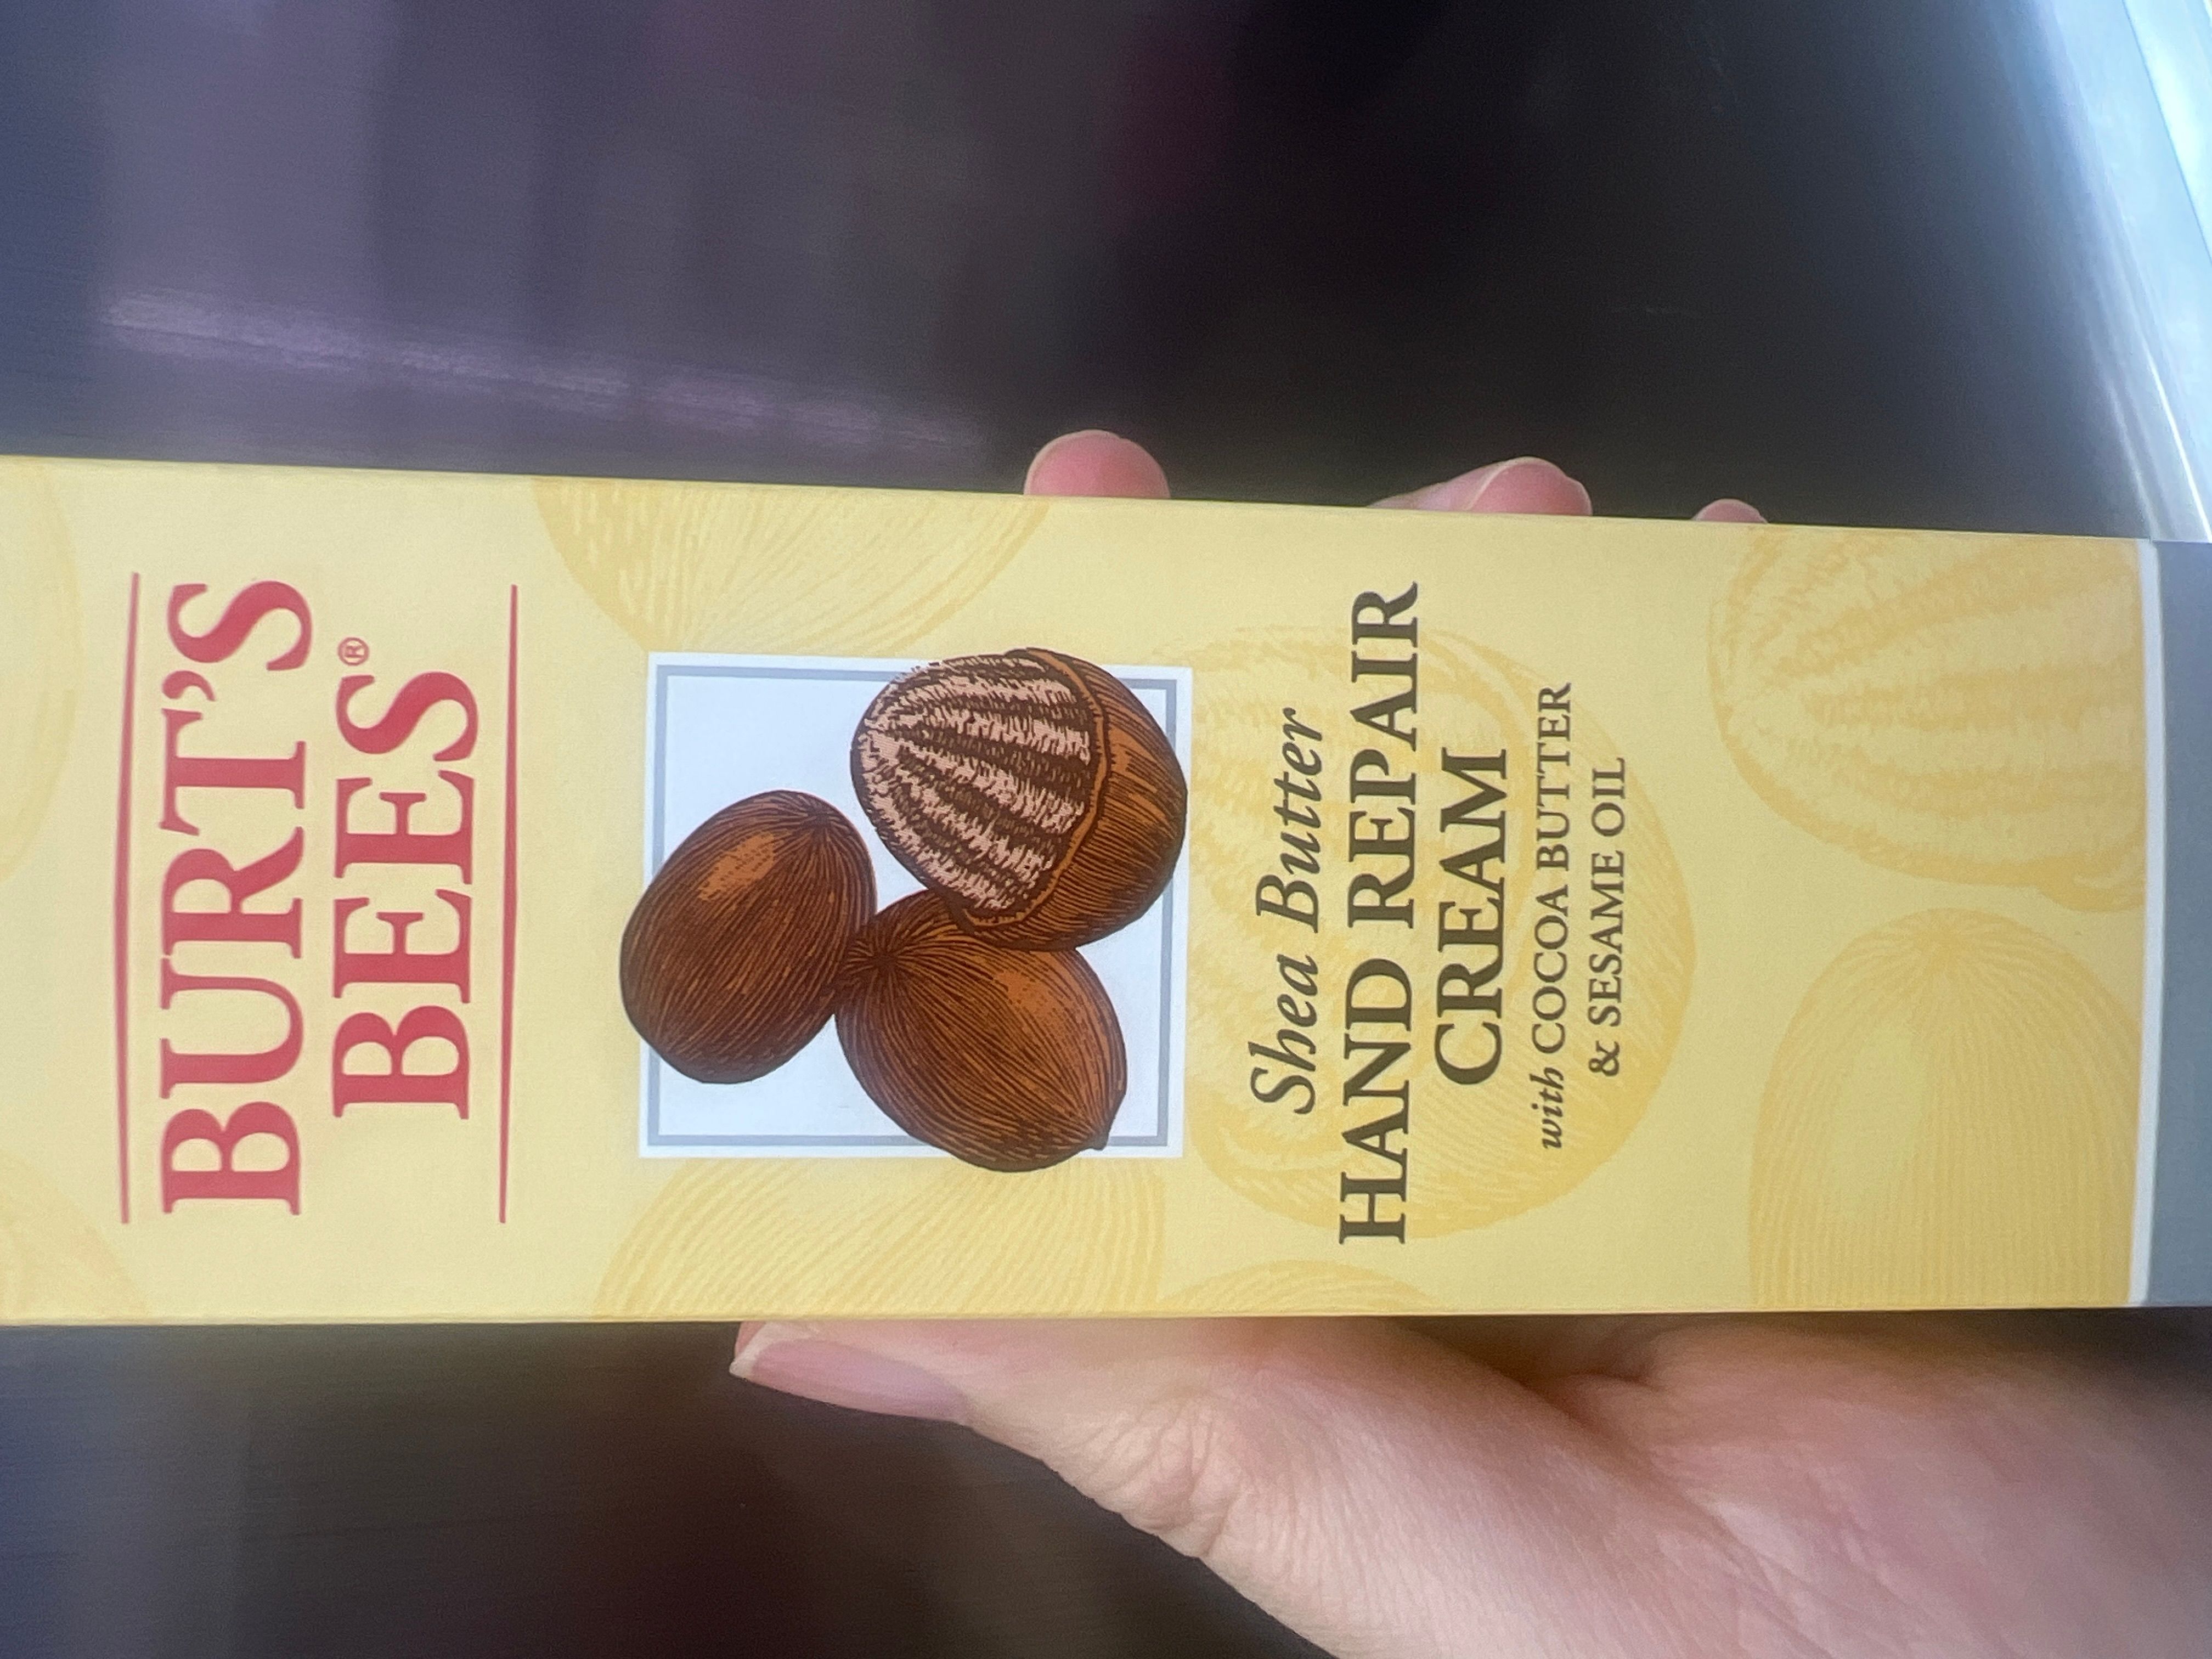 BURT'S
BEES®
Shea Butter
HAND REPAIR
CREAM
with COCOA BUTTER
& SESAME OIL